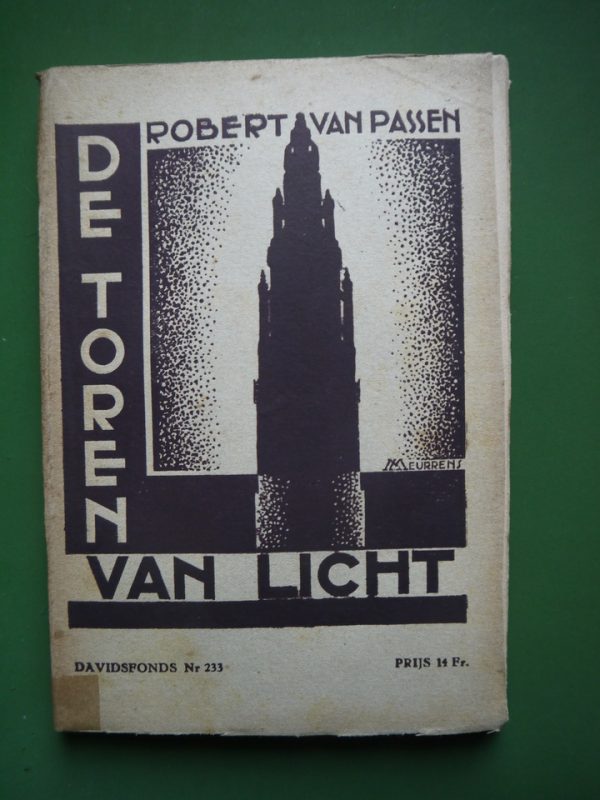 ROBERT VAN PASSEN
DE TOREN
VAN LICHT
MEURRENS
DAVIDSFONDS Nr 233
PRIJS 14 Fr.